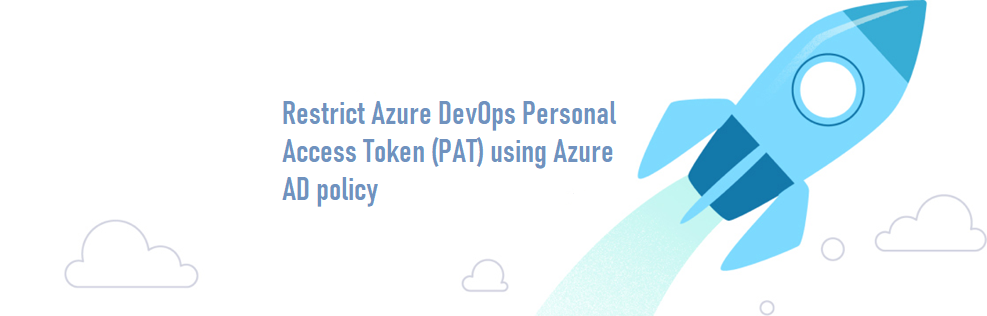 Restrict Azure DevOps Personal
Access Token (PAT) using Azure
AD policy